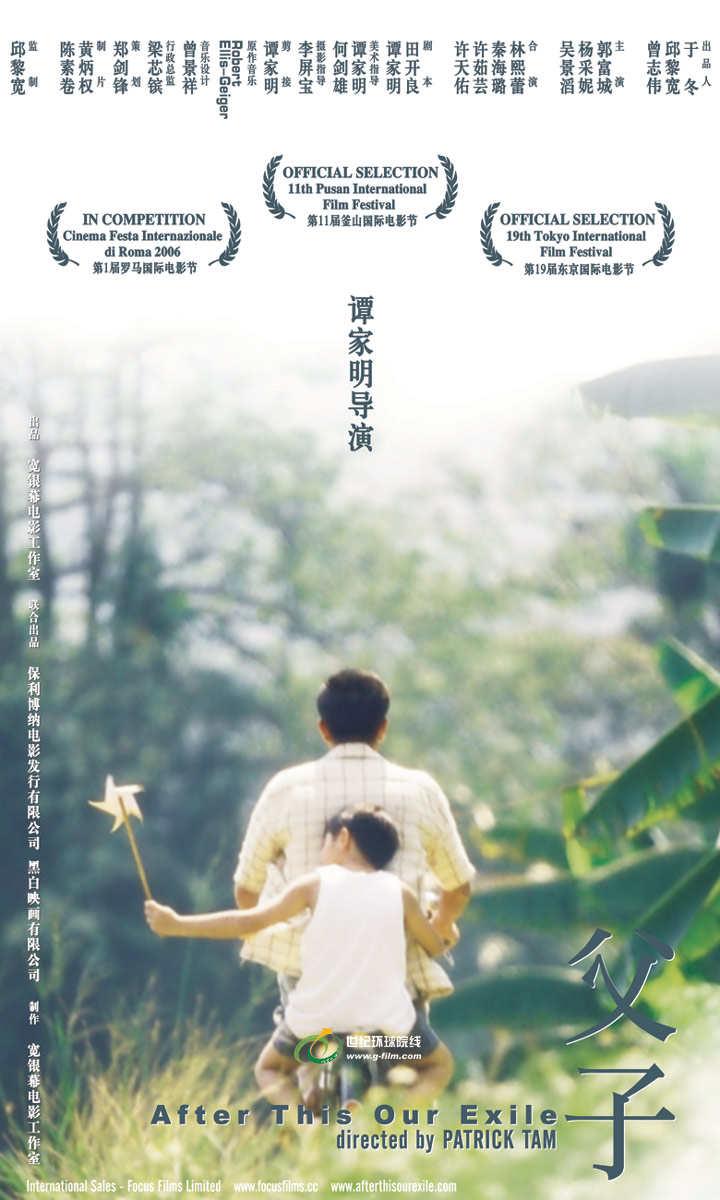 出品人
于冬
邱黎宽
曾志伟
主演
郭富城
杨采妮
吴景滔
合演
林熙蕾
秦海璐
许茹芸
许天佑
剧本
田开良
谭家明
美术指导
谭家明
何剑雄
摄影指导
李屏宾
剪接
谭家明
原作音乐
Robert
Ellis-Geiger
音乐设计
曾景祥
行政总监
梁芯镔
策划
郑剑锋
制片
黄炳权
陈素卷
监制
邱黎宽
OFFICIAL SELECTION
11th Pusan International
Film Festival
第11届釜山国际电影节
IN COMPETITION
Cinema Festa Internazionale
di Roma 2006
第1届罗马国际电影节
OFFICIAL SELECTION
19th Tokyo International
Film Festival
第19届东京国际电影节
谭家明导演
出品 宽银幕电影工作室 联合出品 保利博纳电影发行有限公司 黑白映画有限公司 制作 宽银幕电影工作室
父子
世纪环球院线
www.g-film.com
After This Our Exile
directed by PATRICK TAM
International Sales - Focus Films Limited www.focusfilms.cc www.afterthisourexile.com